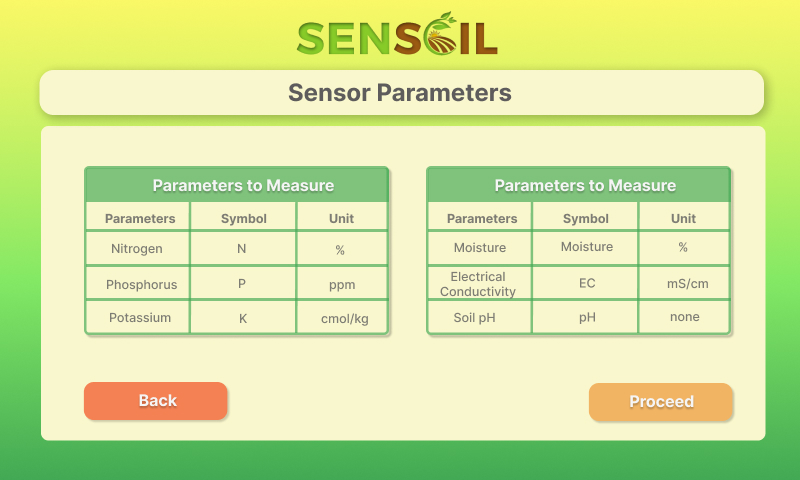 SENSOIL
Sensor Parameters
Parameters to Measure
Parameters Symbol Unit
Nitrogen N %
Phosphorus P ppm
Potassium K cmol/kg
Parameters to Measure
Parameters Symbol Unit
Moisture Moisture %
Electrical
Conductivity EC mS/cm
Soil pH pH none
Back
Proceed